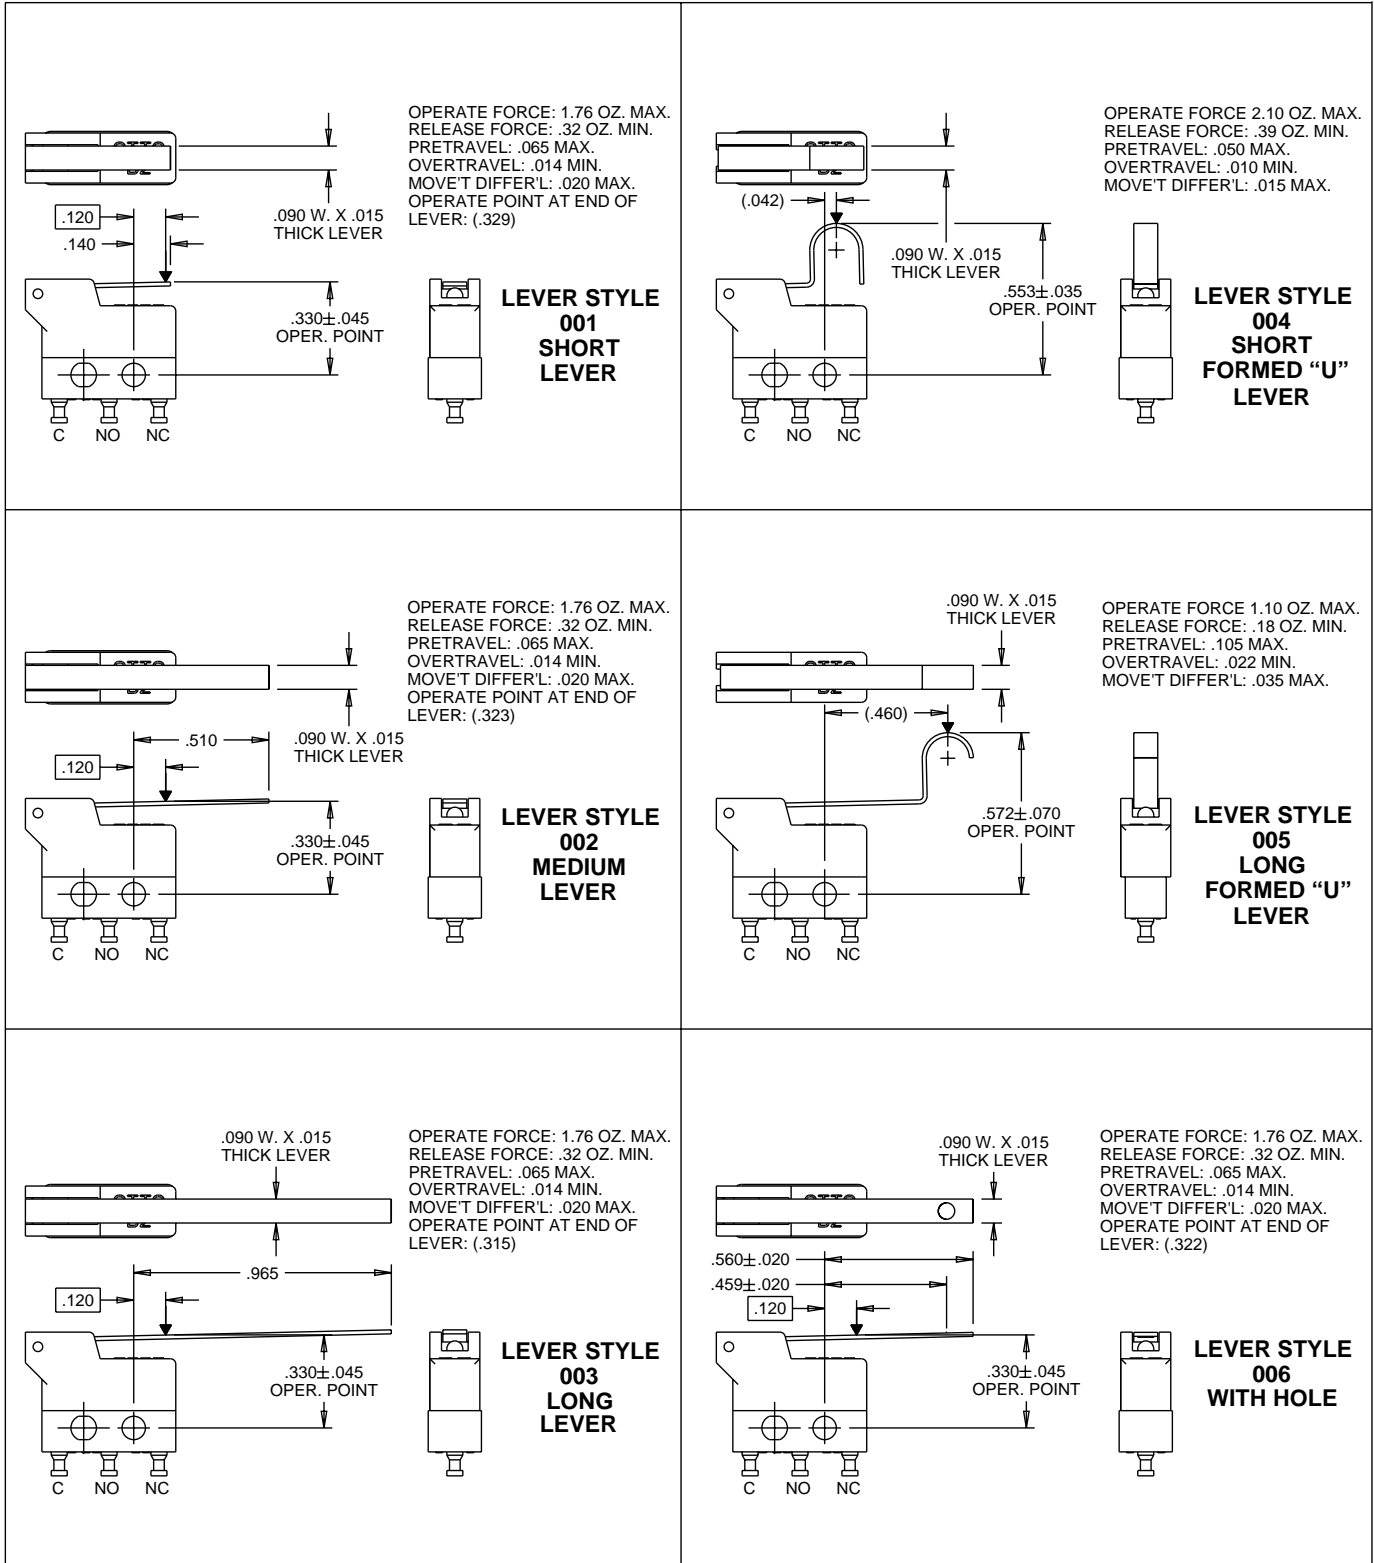 OPERATE FORCE: 1.76 OZ. MAX.
RELEASE FORCE: .32 OZ. MIN.
PRETRAVEL: .065 MAX.
OVERTRAVEL: .014 MIN.
MOVE'T DIFFER'L: .020 MAX.
OPERATE POINT AT END OF
LEVER: (.329)
.090 W. X .015
THICK LEVER
.120
.140
.330±.045
OPER. POINT
LEVER STYLE
001
SHORT
LEVER
C NO NC
OPERATE FORCE 2.10 OZ. MAX.
RELEASE FORCE: .39 OZ. MIN.
PRETRAVEL: .050 MAX.
OVERTRAVEL: .010 MIN.
MOVE'T DIFFER'L: .015 MAX.
(.042)
.090 W. X .015
THICK LEVER
.553±.035
OPER. POINT
LEVER STYLE
004
SHORT
FORMED “U”
LEVER
C NO NC
OPERATE FORCE: 1.76 OZ. MAX.
RELEASE FORCE: .32 OZ. MIN.
PRETRAVEL: .065 MAX.
OVERTRAVEL: .014 MIN.
MOVE'T DIFFER'L: .020 MAX.
OPERATE POINT AT END OF
LEVER: (.323)
.090 W. X .015
THICK LEVER
.510
.120
.330±.045
OPER. POINT
LEVER STYLE
002
MEDIUM
LEVER
C NO NC
.090 W. X .015
THICK LEVER
OPERATE FORCE 1.10 OZ. MAX.
RELEASE FORCE: .18 OZ. MIN.
PRETRAVEL: .105 MAX.
OVERTRAVEL: .022 MIN.
MOVE'T DIFFER'L: .035 MAX.
(.460)
.572±.070
OPER. POINT
LEVER STYLE
005
LONG
FORMED “U”
LEVER
C NO NC
.090 W. X .015
THICK LEVER
OPERATE FORCE: 1.76 OZ. MAX.
RELEASE FORCE: .32 OZ. MIN.
PRETRAVEL: .065 MAX.
OVERTRAVEL: .014 MIN.
MOVE'T DIFFER'L: .020 MAX.
OPERATE POINT AT END OF
LEVER: (.315)
.965
.120
.330±.045
OPER. POINT
LEVER STYLE
003
LONG
LEVER
C NO NC
.090 W. X .015
THICK LEVER
OPERATE FORCE: 1.76 OZ. MAX.
RELEASE FORCE: .32 OZ. MIN.
PRETRAVEL: .065 MAX.
OVERTRAVEL: .014 MIN.
MOVE'T DIFFER'L: .020 MAX.
OPERATE POINT AT END OF
LEVER: (.322)
.560±.020
.459±.020
.120
.330±.045
OPER. POINT
LEVER STYLE
006
WITH HOLE
C NO NC